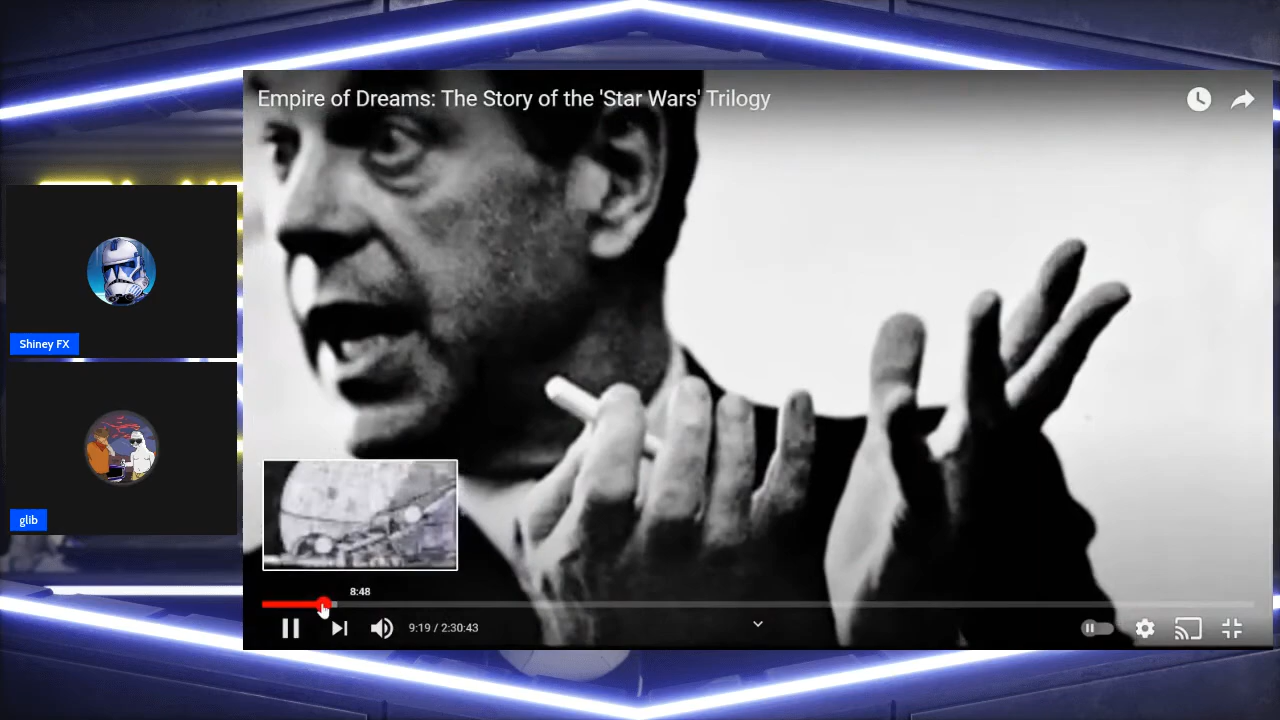 Empire of Dreams: The Story of the 'Star Wars' Trilogy
Shiney FX
glib
8:48
9:19 / 2:30:43